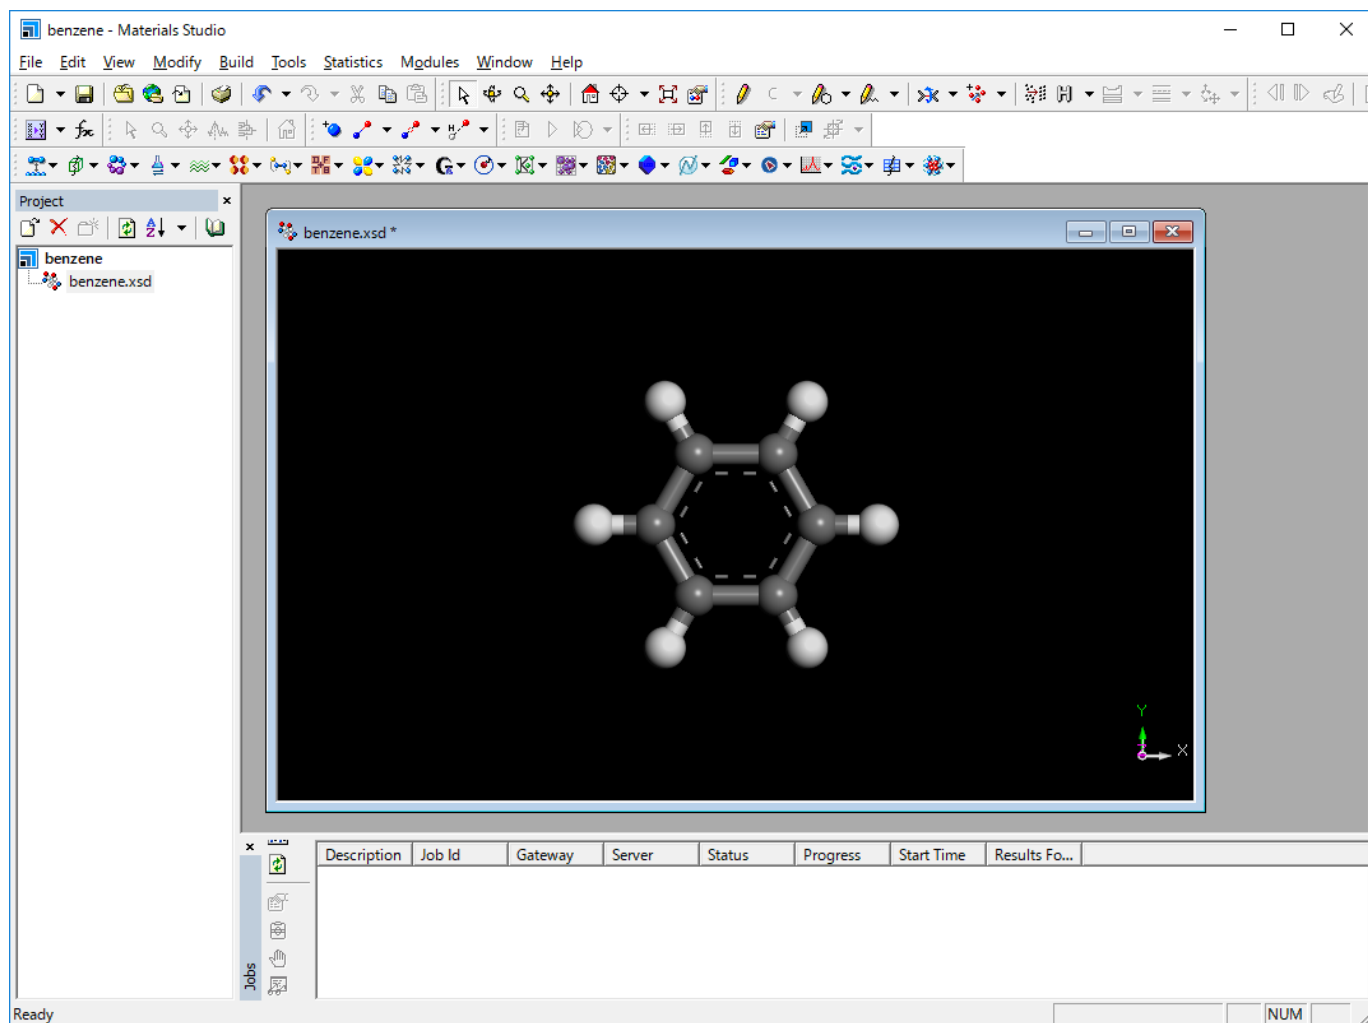 benzene - Materials Studio
File Edit View Modify Build Tools Statistics Modules Window Help
Project
benzene
benzene.xsd
benzene.xsd *
Y
X
Jobs
Description Job Id Gateway Server Status Progress Start Time Results Fo...
Ready
NUM